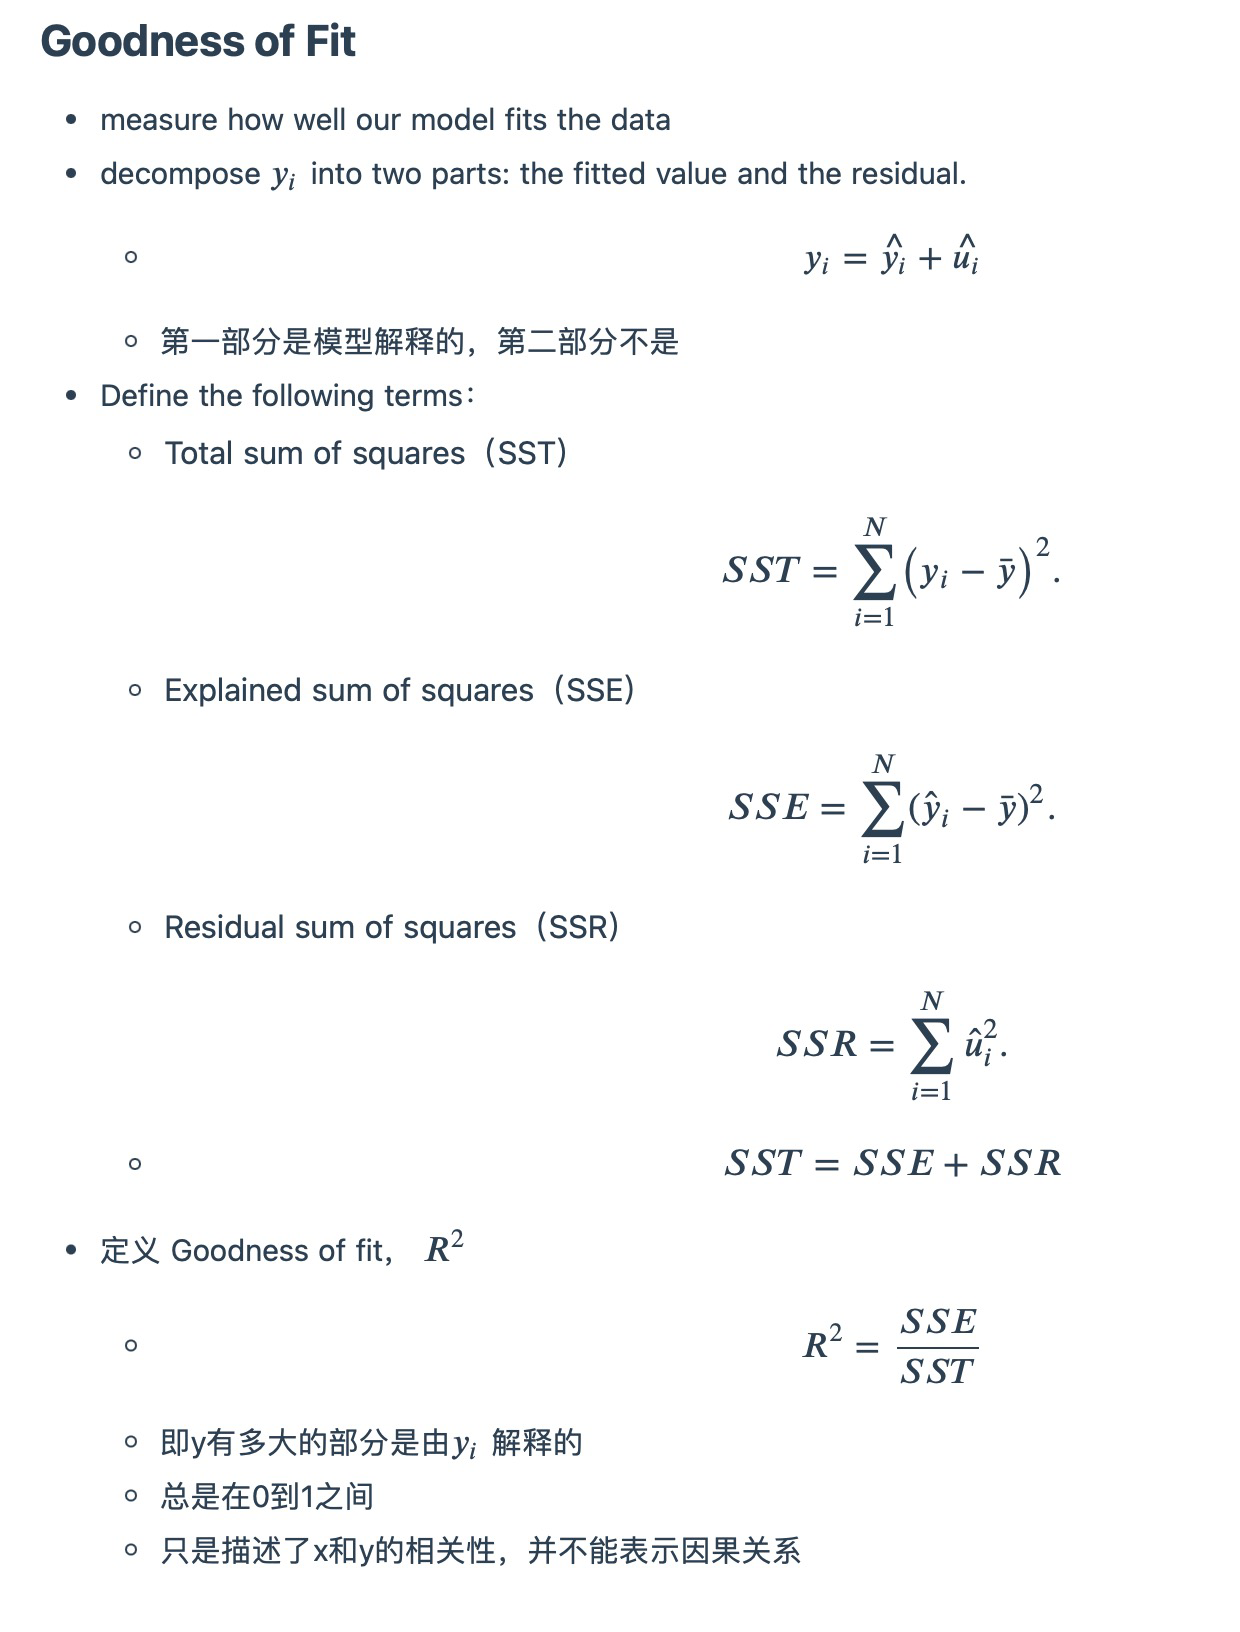 Goodness of Fit
• measure how well our model fits the data
• decompose $y_i$ into two parts: the fitted value and the residual.
◦ $y_i = \hat{y_i} + \hat{u_i}$
◦ 第一部分是模型解释的，第二部分不是
• Define the following terms：
◦ Total sum of squares（SST）
$SST = \sum_{i=1}^{N} \left(y_i - \bar{y}\right)^2.$
◦ Explained sum of squares（SSE）
$SSE = \sum_{i=1}^{N} (\hat{y}_i - \bar{y})^2.$
◦ Residual sum of squares（SSR）
$SSR = \sum_{i=1}^{N} \hat{u}_i^2.$
◦ $SST = SSE + SSR$
• 定义 Goodness of fit， $R^2$
◦ $R^2 = \frac{SSE}{SST}$
◦ 即y有多大的部分是由$y_i$ 解释的
◦ 总是在0到1之间
◦ 只是描述了x和y的相关性，并不能表示因果关系